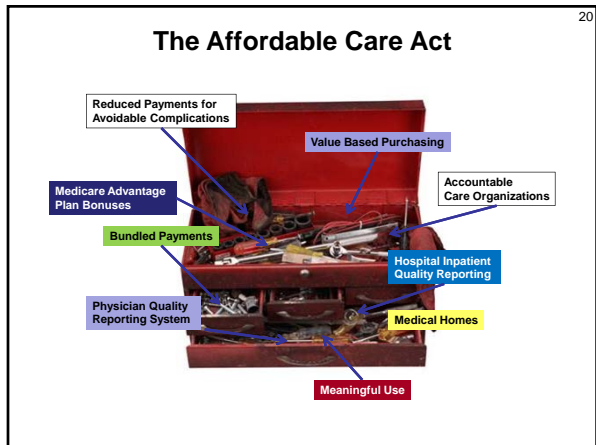 20
The Affordable Care Act
Reduced Payments for
Avoidable Complications
Value Based Purchasing
Medicare Advantage
Plan Bonuses
Accountable
Care Organizations
Bundled Payments
Hospital Inpatient
Quality Reporting
Physician Quality
Reporting System
Medical Homes
Meaningful Use